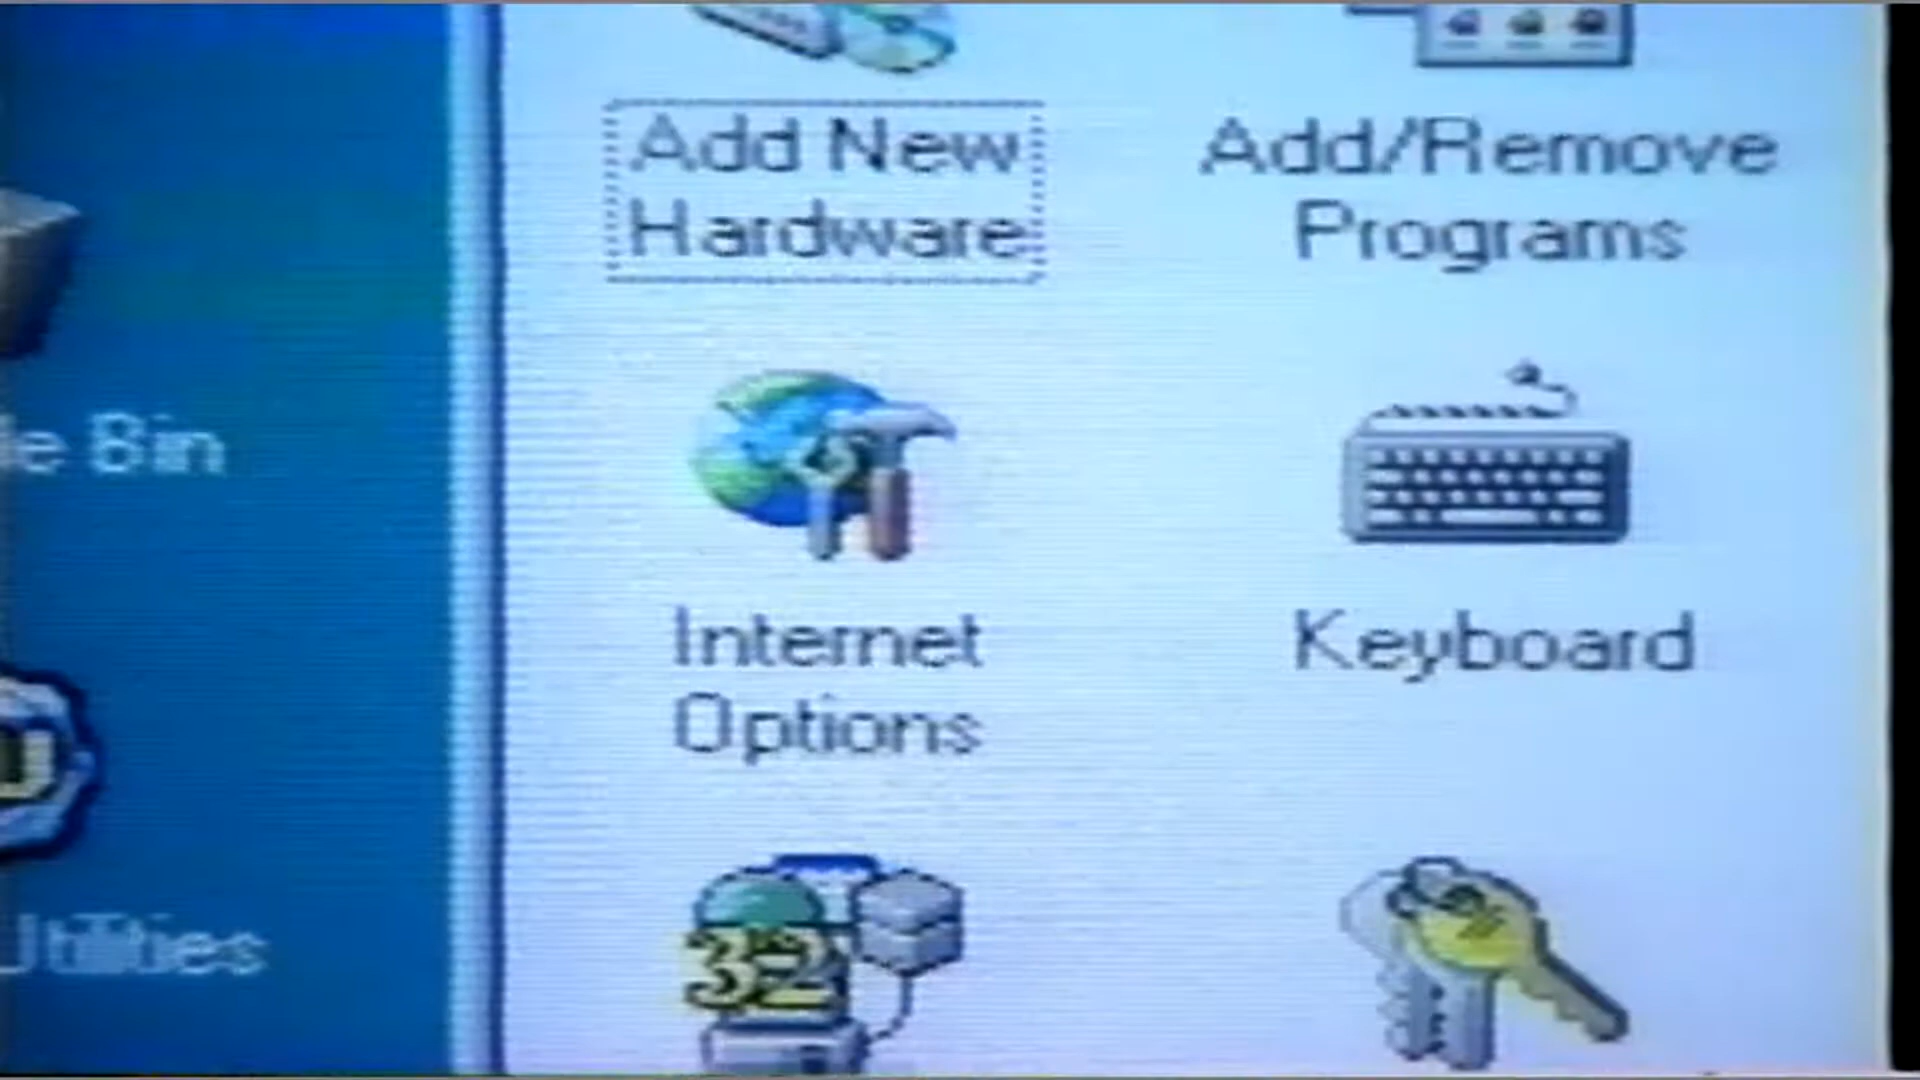 Add New
Hardware
Add/Remove
Programs
le Bin
Internet
Options
Keyboard
Utilities
32